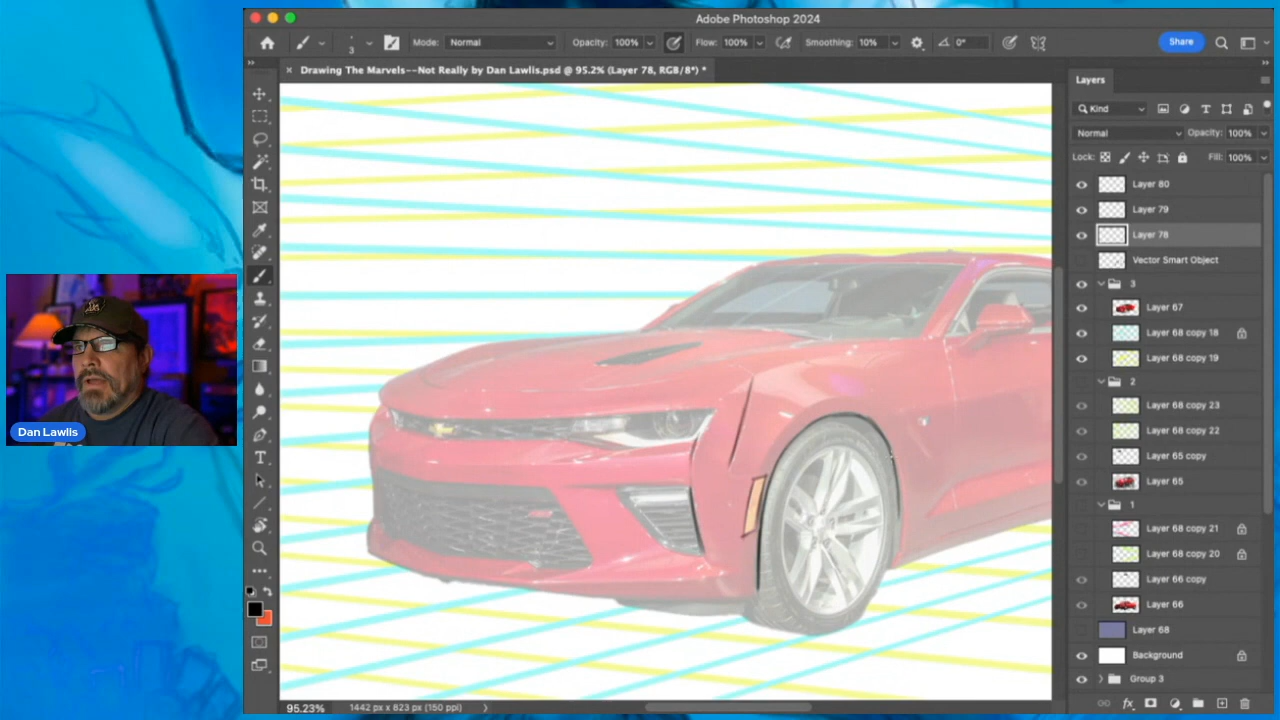 Adobe Photoshop 2024
3
Mode: Normal
Opacity: 100%
Flow: 100%
Smoothing: 10%
0°
Share
Drawing The Marvels--Not Really by Dan Lawlis.psd @ 95.2% (Layer 78, RGB/8*) *
Layers
Kind
Normal
Opacity: 100%
Lock:
Fill: 100%
Layer 80
Layer 79
Layer 78
Vector Smart Object
3
Layer 67
Layer 68 copy 18
Layer 68 copy 19
2
Layer 68 copy 23
Layer 68 copy 22
Layer 65 copy
Layer 65
1
Layer 68 copy 21
Layer 68 copy 20
Layer 66 copy
Layer 66
Layer 68
Background
Group 3
Dan Lawlis
95.23%
1442 px x 823 px (150 ppi)